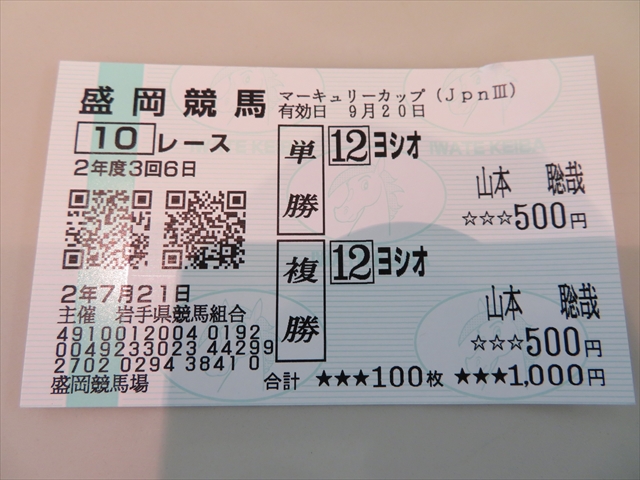 盛岡競馬
マーキュリーカップ（JpnⅢ）
有効日 9月20日
10レース
2年度3回6日
単勝
12ヨシオ
山本 聡哉
☆☆☆500円
複勝
12ヨシオ
山本 聡哉
☆☆☆500円
2年7月21日
主催 岩手県競馬組合
49100120040192
0049233023 44299
2702 0294 38410
盛岡競馬場
合計 ★★★100枚 ★★★1,000円
IWATE KEIBA